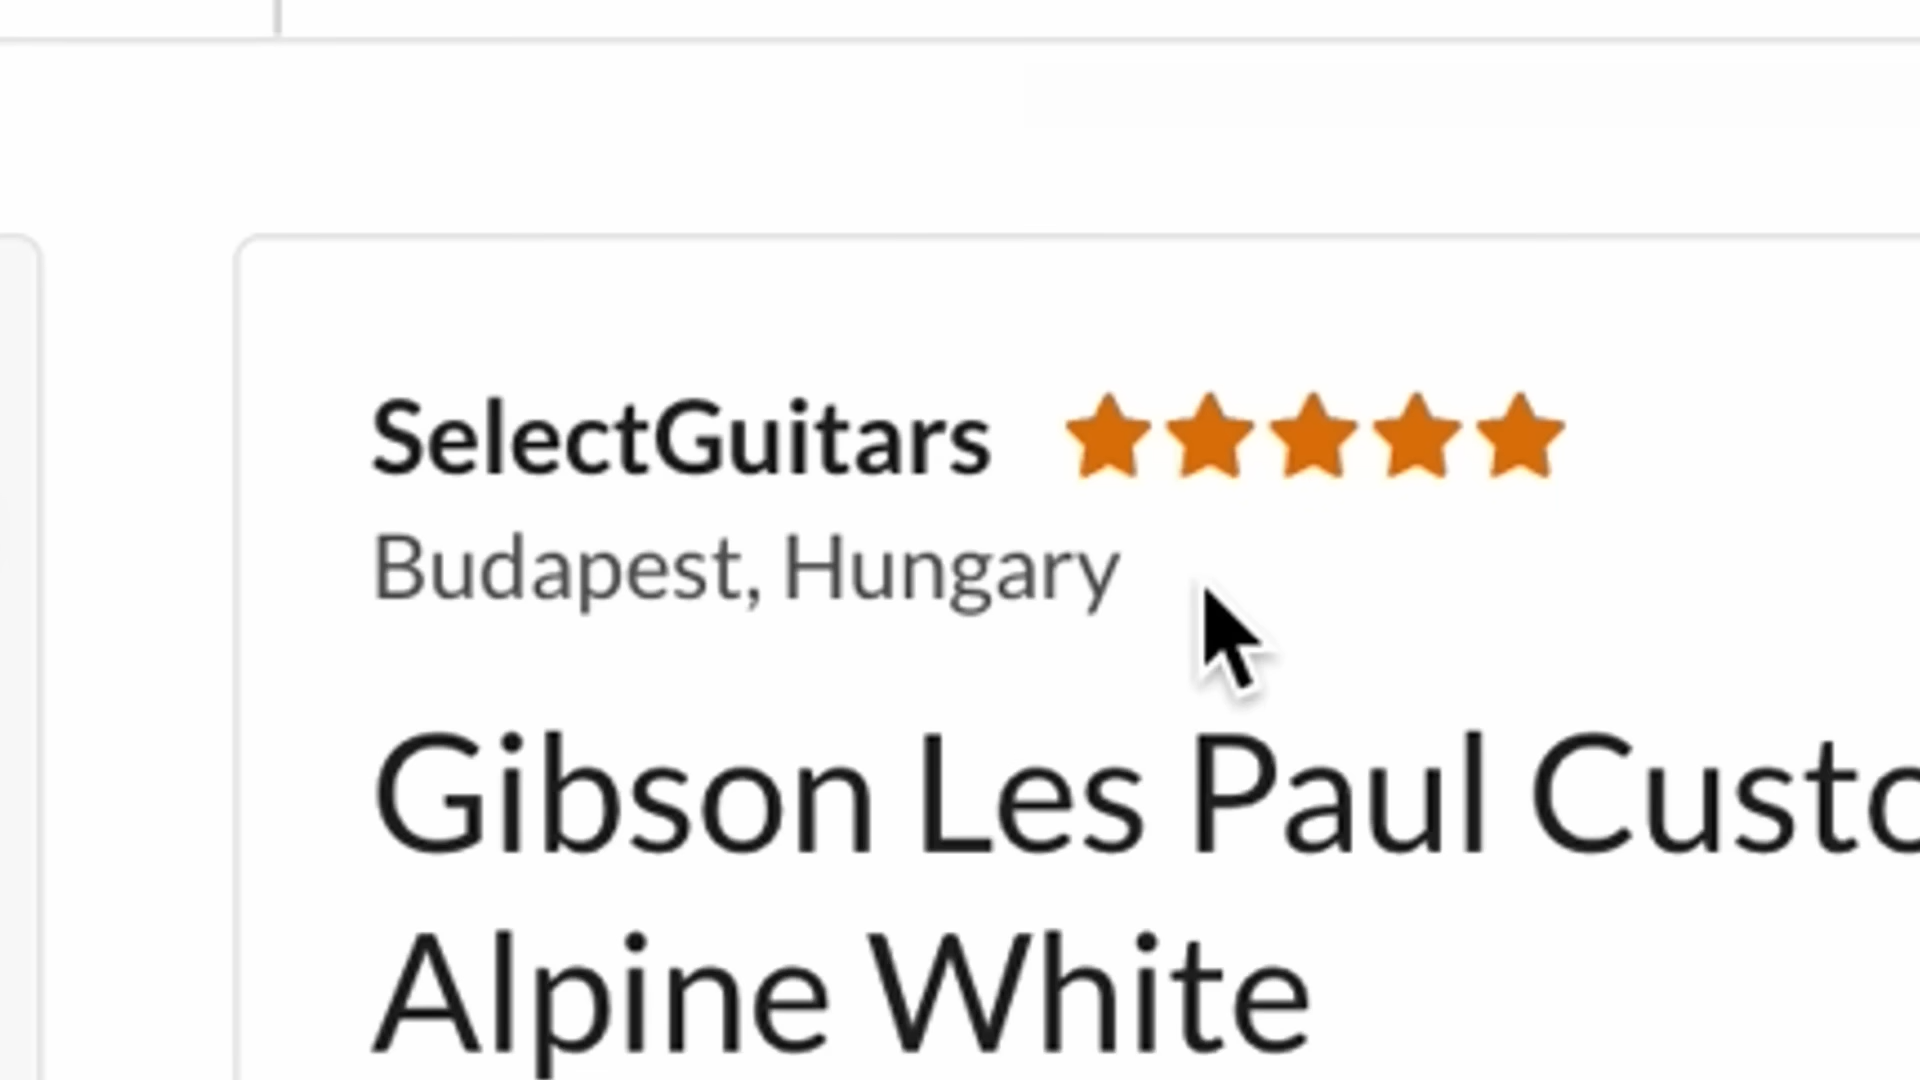 SelectGuitars
Budapest, Hungary
Gibson Les Paul Custo
Alpine White